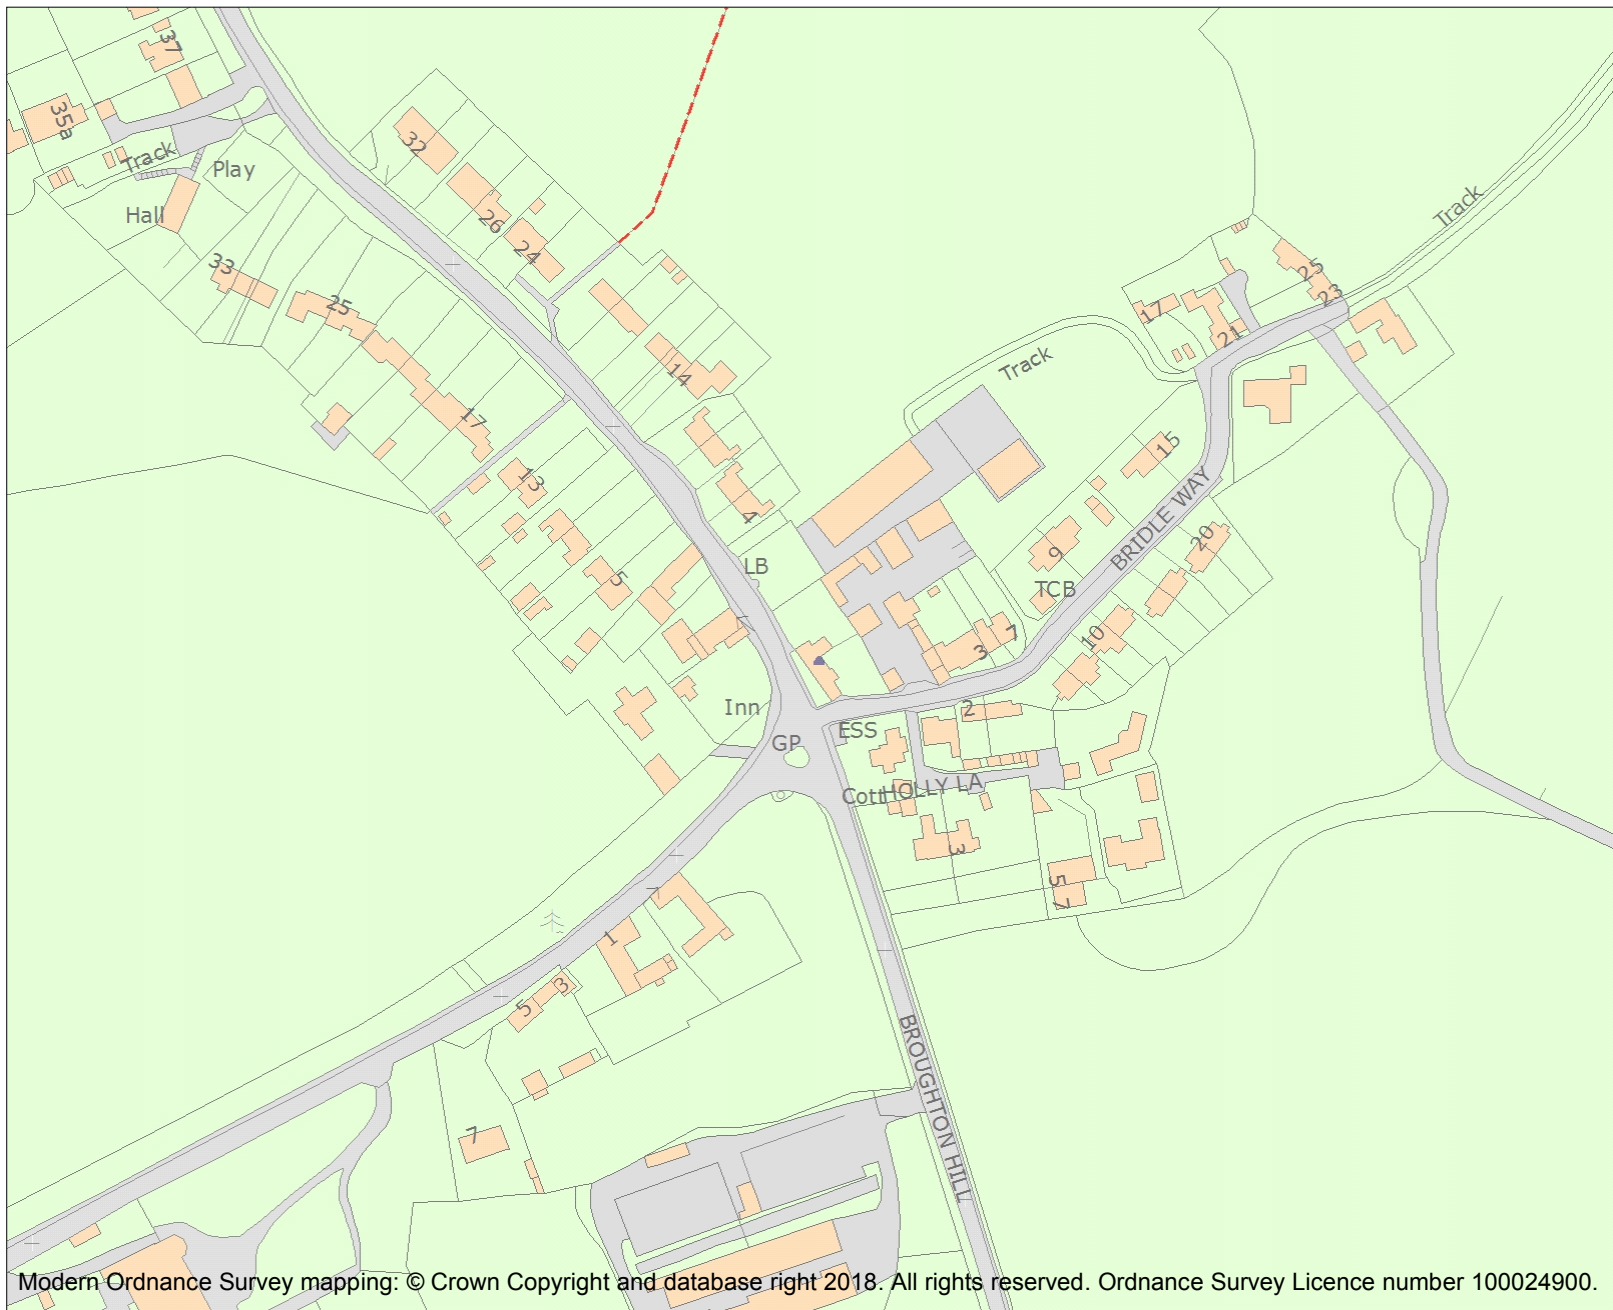 37
35a
Track
Play
Hall
32
26
24
33
25
14
17
13
4
5
LB
Inn
GP
ESS
Cott
HOLLY LA
2
3
7
3
5
7
10
20
9
TCB
15
BRIDLE WAY
Track
17
21
25
23
Track
1
3
5
7
BROUGHTON HILL
Modern Ordnance Survey mapping: © Crown Copyright and database right 2018. All rights reserved. Ordnance Survey Licence number 100024900.